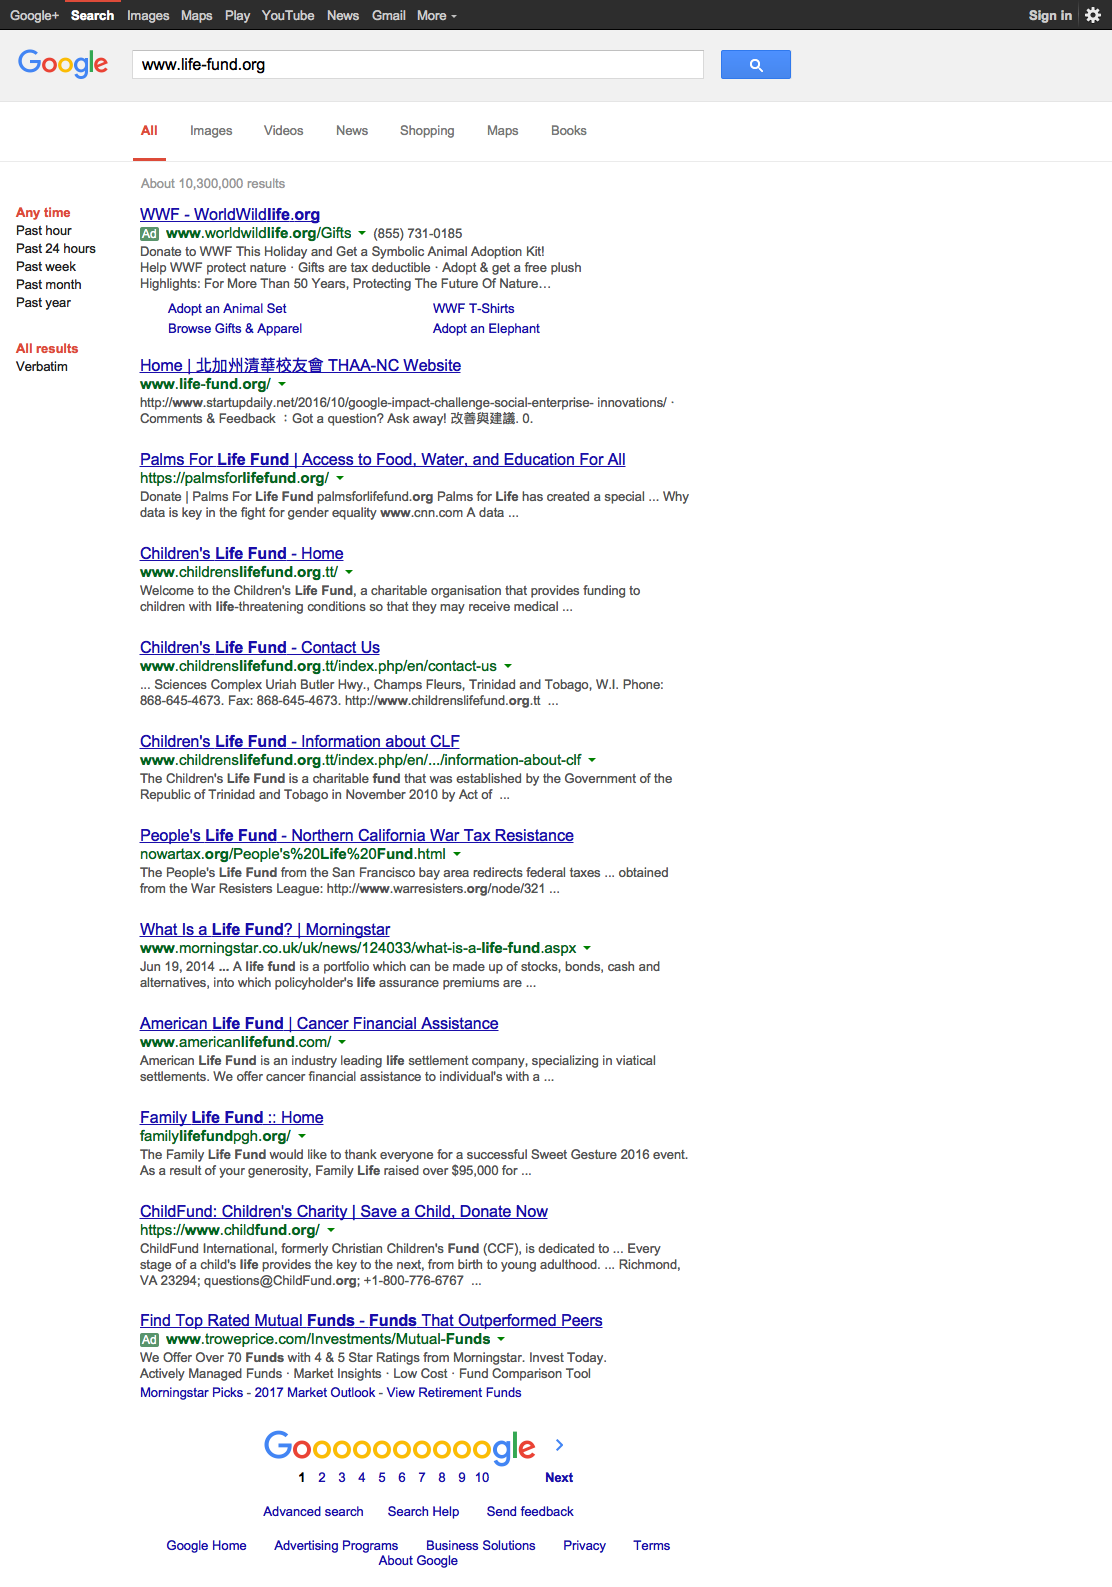 Google+ Search Images Maps Play YouTube News Gmail More Sign in
Google www.life-fund.org
All Images Videos News Shopping Maps Books
About 10,300,000 results
Any time
Past hour
Past 24 hours
Past week
Past month
Past year
All results
Verbatim
WWF - WorldWildlife.org
Ad www.worldwildlife.org/Gifts (855) 731-0185
Donate to WWF This Holiday and Get a Symbolic Animal Adoption Kit!
Help WWF protect nature · Gifts are tax deductible · Adopt & get a free plush
Highlights: For More Than 50 Years, Protecting The Future Of Nature…
Adopt an Animal Set WWF T-Shirts
Browse Gifts & Apparel Adopt an Elephant
Home | 北加州清華校友會 THAA-NC Website
www.life-fund.org/
http://www.startupdaily.net/2016/10/google-impact-challenge-social-enterprise- innovations/ ·
Comments & Feedback ：Got a question? Ask away! 改善與建議. 0.
Palms For Life Fund | Access to Food, Water, and Education For All
https://palmsforlifefund.org/
Donate | Palms For Life Fund palmsforlifefund.org Palms for Life has created a special ... Why
data is key in the fight for gender equality www.cnn.com A data ...
Children's Life Fund - Home
www.childrenslifefund.org.tt/
Welcome to the Children's Life Fund, a charitable organisation that provides funding to
children with life-threatening conditions so that they may receive medical ...
Children's Life Fund - Contact Us
www.childrenslifefund.org.tt/index.php/en/contact-us
... Sciences Complex Uriah Butler Hwy., Champs Fleurs, Trinidad and Tobago, W.I. Phone:
868-645-4673. Fax: 868-645-4673. http://www.childrenslifefund.org.tt ...
Children's Life Fund - Information about CLF
www.childrenslifefund.org.tt/index.php/en/.../information-about-clf
The Children's Life Fund is a charitable fund that was established by the Government of the
Republic of Trinidad and Tobago in November 2010 by Act of ...
People's Life Fund - Northern California War Tax Resistance
nowartax.org/People's%20Life%20Fund.html
The People's Life Fund from the San Francisco bay area redirects federal taxes ... obtained
from the War Resisters League: http://www.warresisters.org/node/321 ...
What Is a Life Fund? | Morningstar
www.morningstar.co.uk/uk/news/124033/what-is-a-life-fund.aspx
Jun 19, 2014 ... A life fund is a portfolio which can be made up of stocks, bonds, cash and
alternatives, into which policyholder's life assurance premiums are ...
American Life Fund | Cancer Financial Assistance
www.americanlifefund.com/
American Life Fund is an industry leading life settlement company, specializing in viatical
settlements. We offer cancer financial assistance to individual's with a ...
Family Life Fund :: Home
familylifefundpgh.org/
The Family Life Fund would like to thank everyone for a successful Sweet Gesture 2016 event.
As a result of your generosity, Family Life raised over $95,000 for ...
ChildFund: Children's Charity | Save a Child, Donate Now
https://www.childfund.org/
ChildFund International, formerly Christian Children's Fund (CCF), is dedicated to ... Every
stage of a child's life provides the key to the next, from birth to young adulthood. ... Richmond,
VA 23294; questions@ChildFund.org; +1-800-776-6767 ...
Find Top Rated Mutual Funds - Funds That Outperformed Peers
Ad www.troweprice.com/Investments/Mutual-Funds
We Offer Over 70 Funds with 4 & 5 Star Ratings from Morningstar. Invest Today.
Actively Managed Funds · Market Insights · Low Cost · Fund Comparison Tool
Morningstar Picks - 2017 Market Outlook - View Retirement Funds
Goooooooooogle
1 2 3 4 5 6 7 8 9 10 Next
Advanced search Search Help Send feedback
Google Home Advertising Programs Business Solutions Privacy Terms
About Google